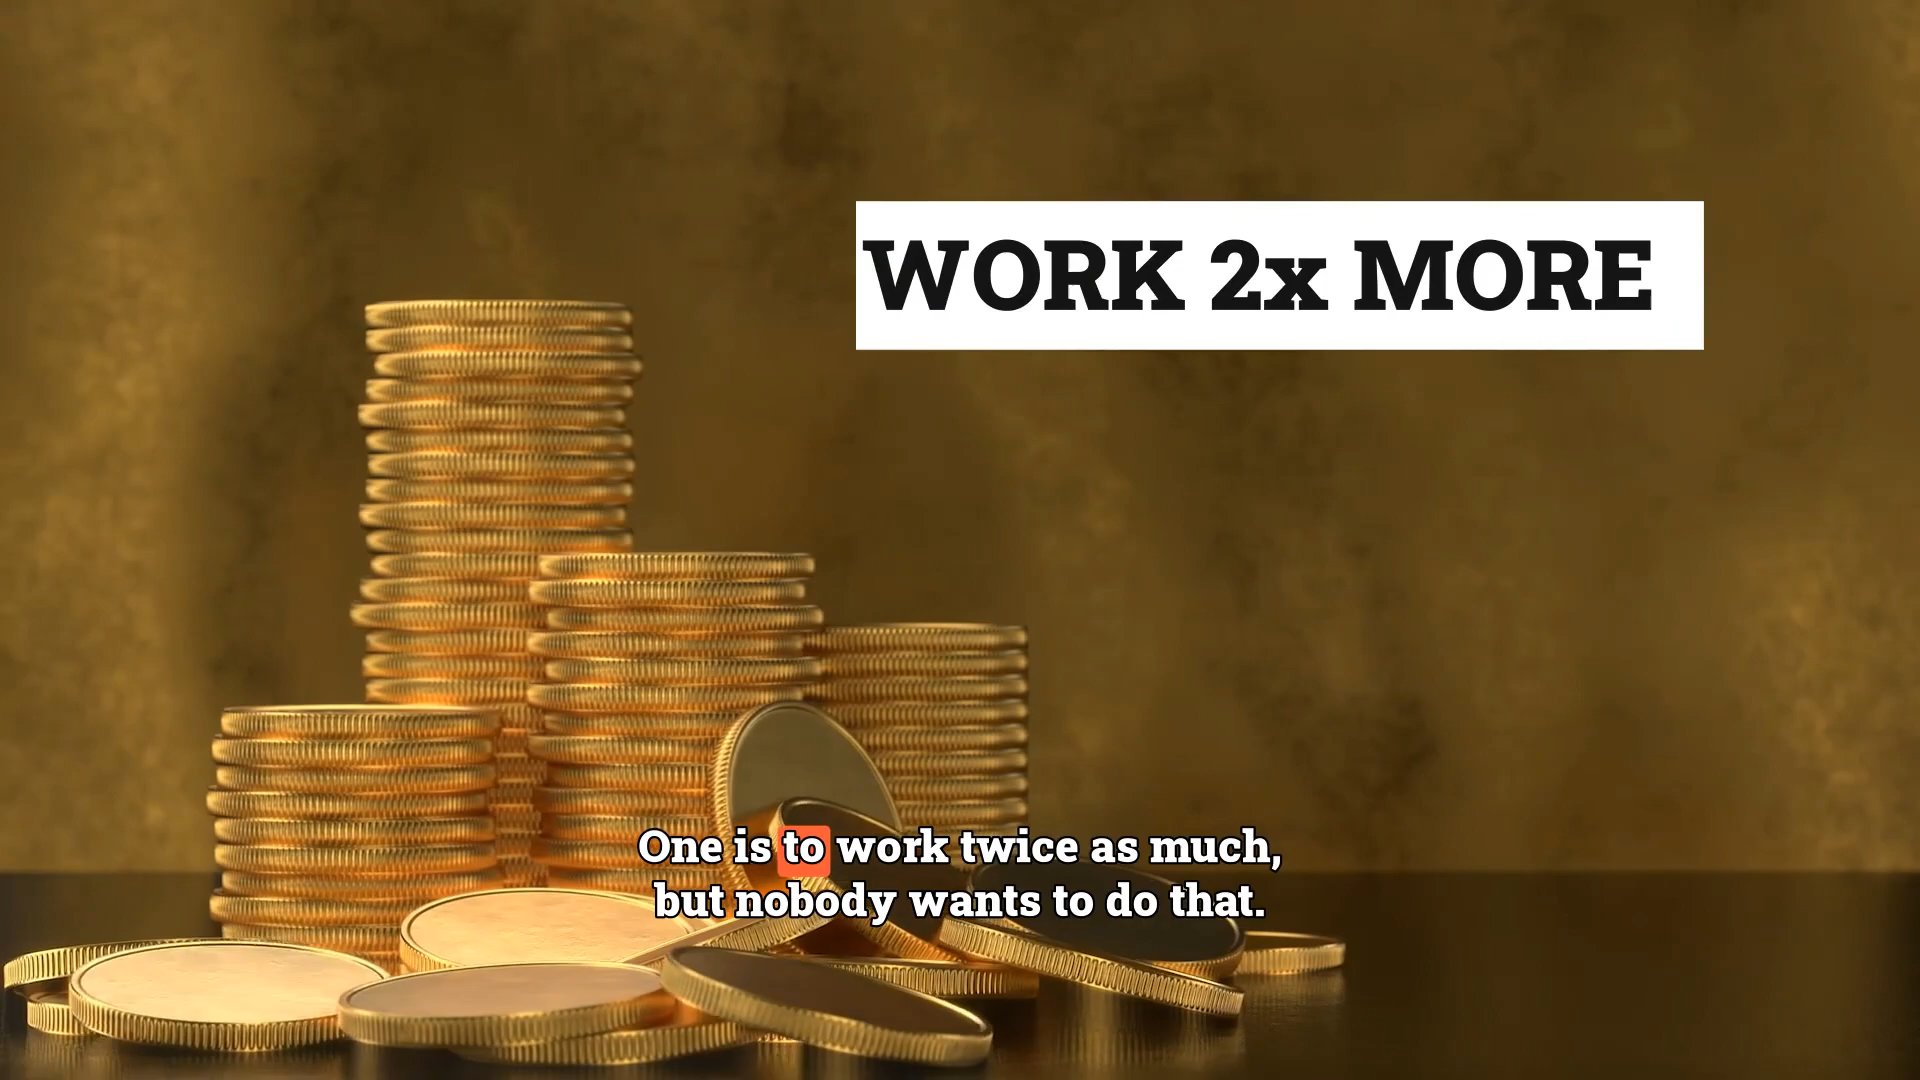 WORK 2x MORE
One is to work twice as much,
but nobody wants to do that.